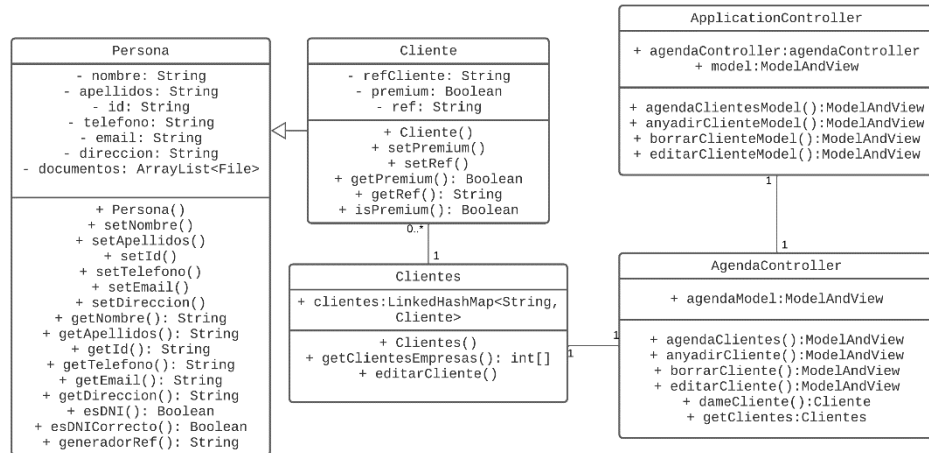 Persona
- nombre: String
- apellidos: String
- id: String
- telefono: String
- email: String
- direccion: String
- documentos: ArrayList<File>
+ Persona()
+ setNombre()
+ setApellidos()
+ setId()
+ setTelefono()
+ setEmail()
+ setDireccion()
+ getNombre(): String
+ getApellidos(): String
+ getId(): String
+ getTelefono(): String
+ getEmail(): String
+ getDireccion(): String
+ esDNI(): Boolean
+ esDNICorrecto(): Boolean
+ generadorRef(): String
Cliente
- refCliente: String
- premium: Boolean
- ref: String
+ Cliente()
+ setPremium()
+ setRef()
+ getPremium(): Boolean
+ getRef(): String
+ isPremium(): Boolean
0..*
1
Clientes
+ clientes:LinkedHashMap<String,
Cliente>
+ Clientes()
+ getClientesEmpresas(): int[]
+ editarCliente()
1
1
ApplicationController
+ agendaController:agendaController
+ model:ModelAndView
+ agendaClientesModel():ModelAndView
+ anyadirClienteModel():ModelAndView
+ borrarClienteModel():ModelAndView
+ editarClienteModel():ModelAndView
1
1
AgendaController
+ agendaModel:ModelAndView
+ agendaClientes():ModelAndView
+ anyadirCliente():ModelAndView
+ borrarCliente():ModelAndView
+ editarCliente():ModelAndView
+ dameCliente():Cliente
+ getClientes:Clientes